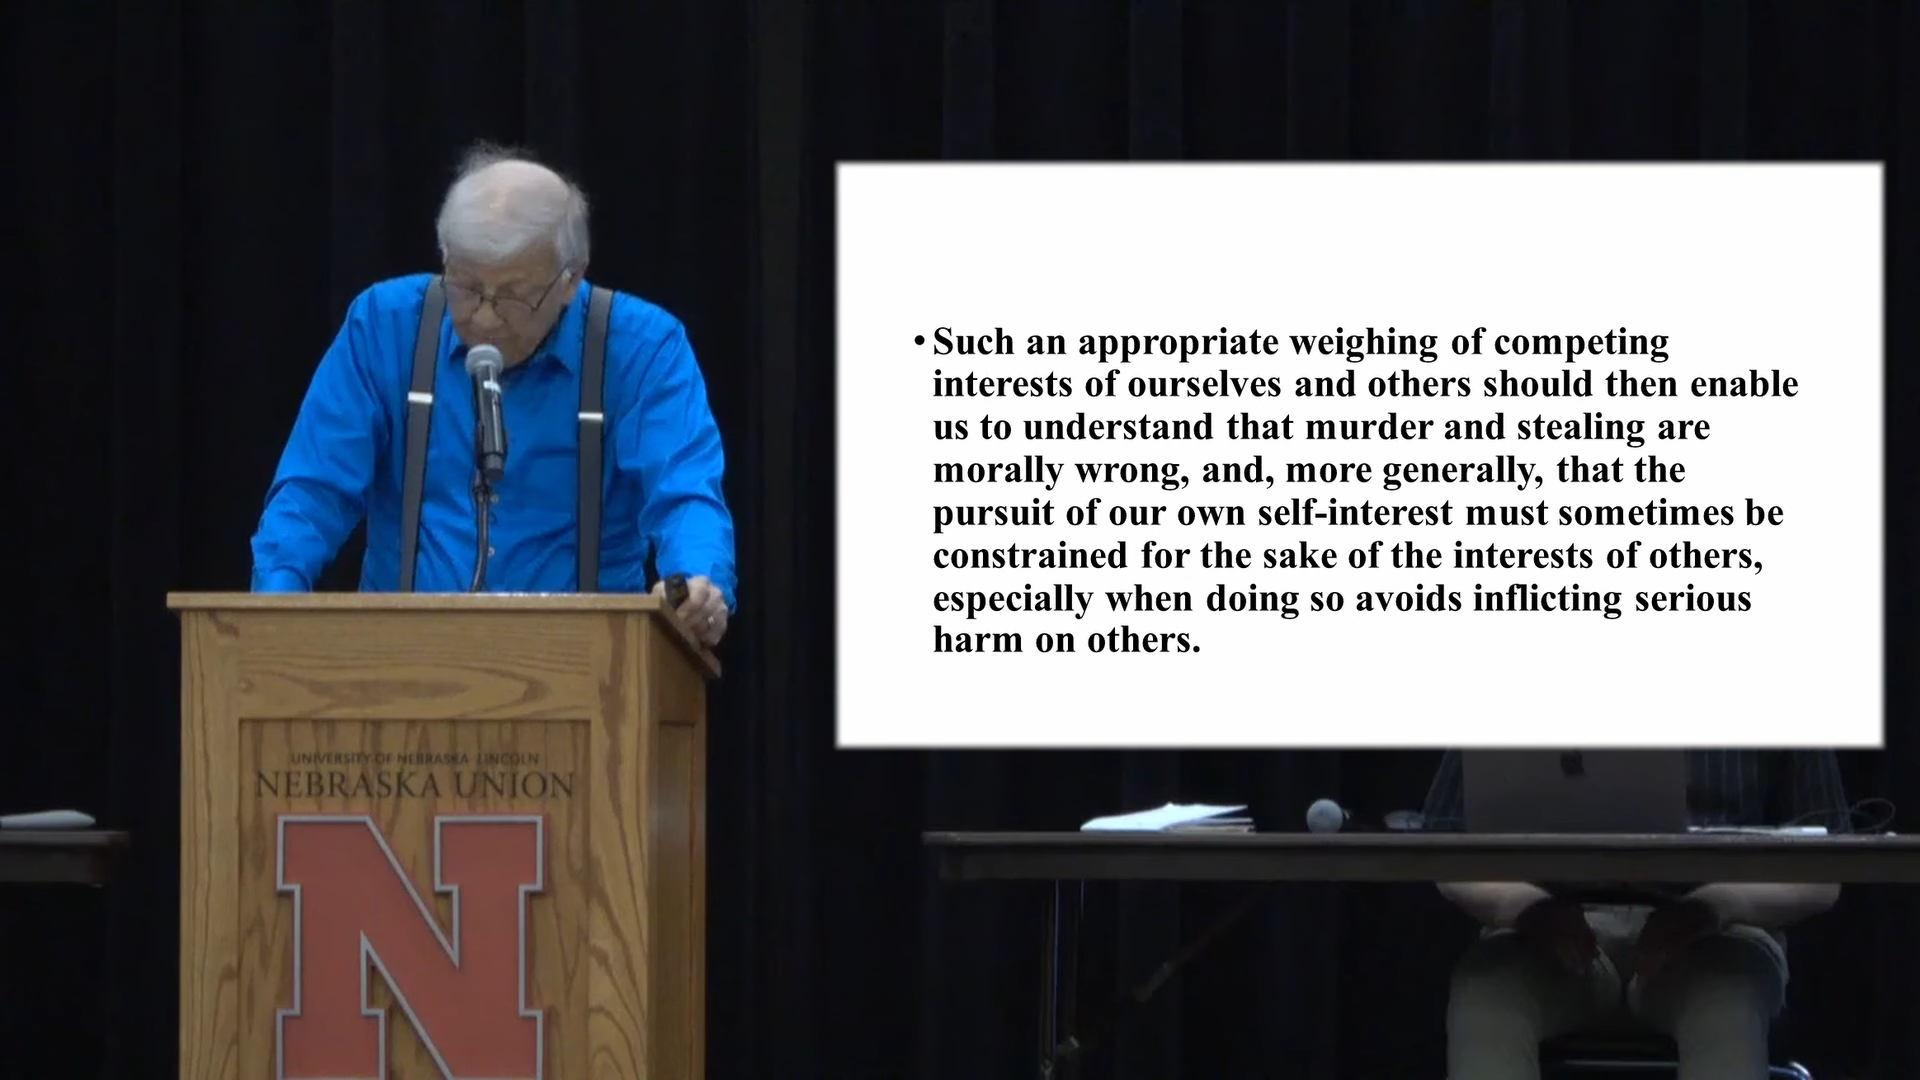 • Such an appropriate weighing of competing
interests of ourselves and others should then enable
us to understand that murder and stealing are
morally wrong, and, more generally, that the
pursuit of our own self-interest must sometimes be
constrained for the sake of the interests of others,
especially when doing so avoids inflicting serious
harm on others.
UNIVERSITY OF NEBRASKA-LINCOLN
NEBRASKA UNION
N